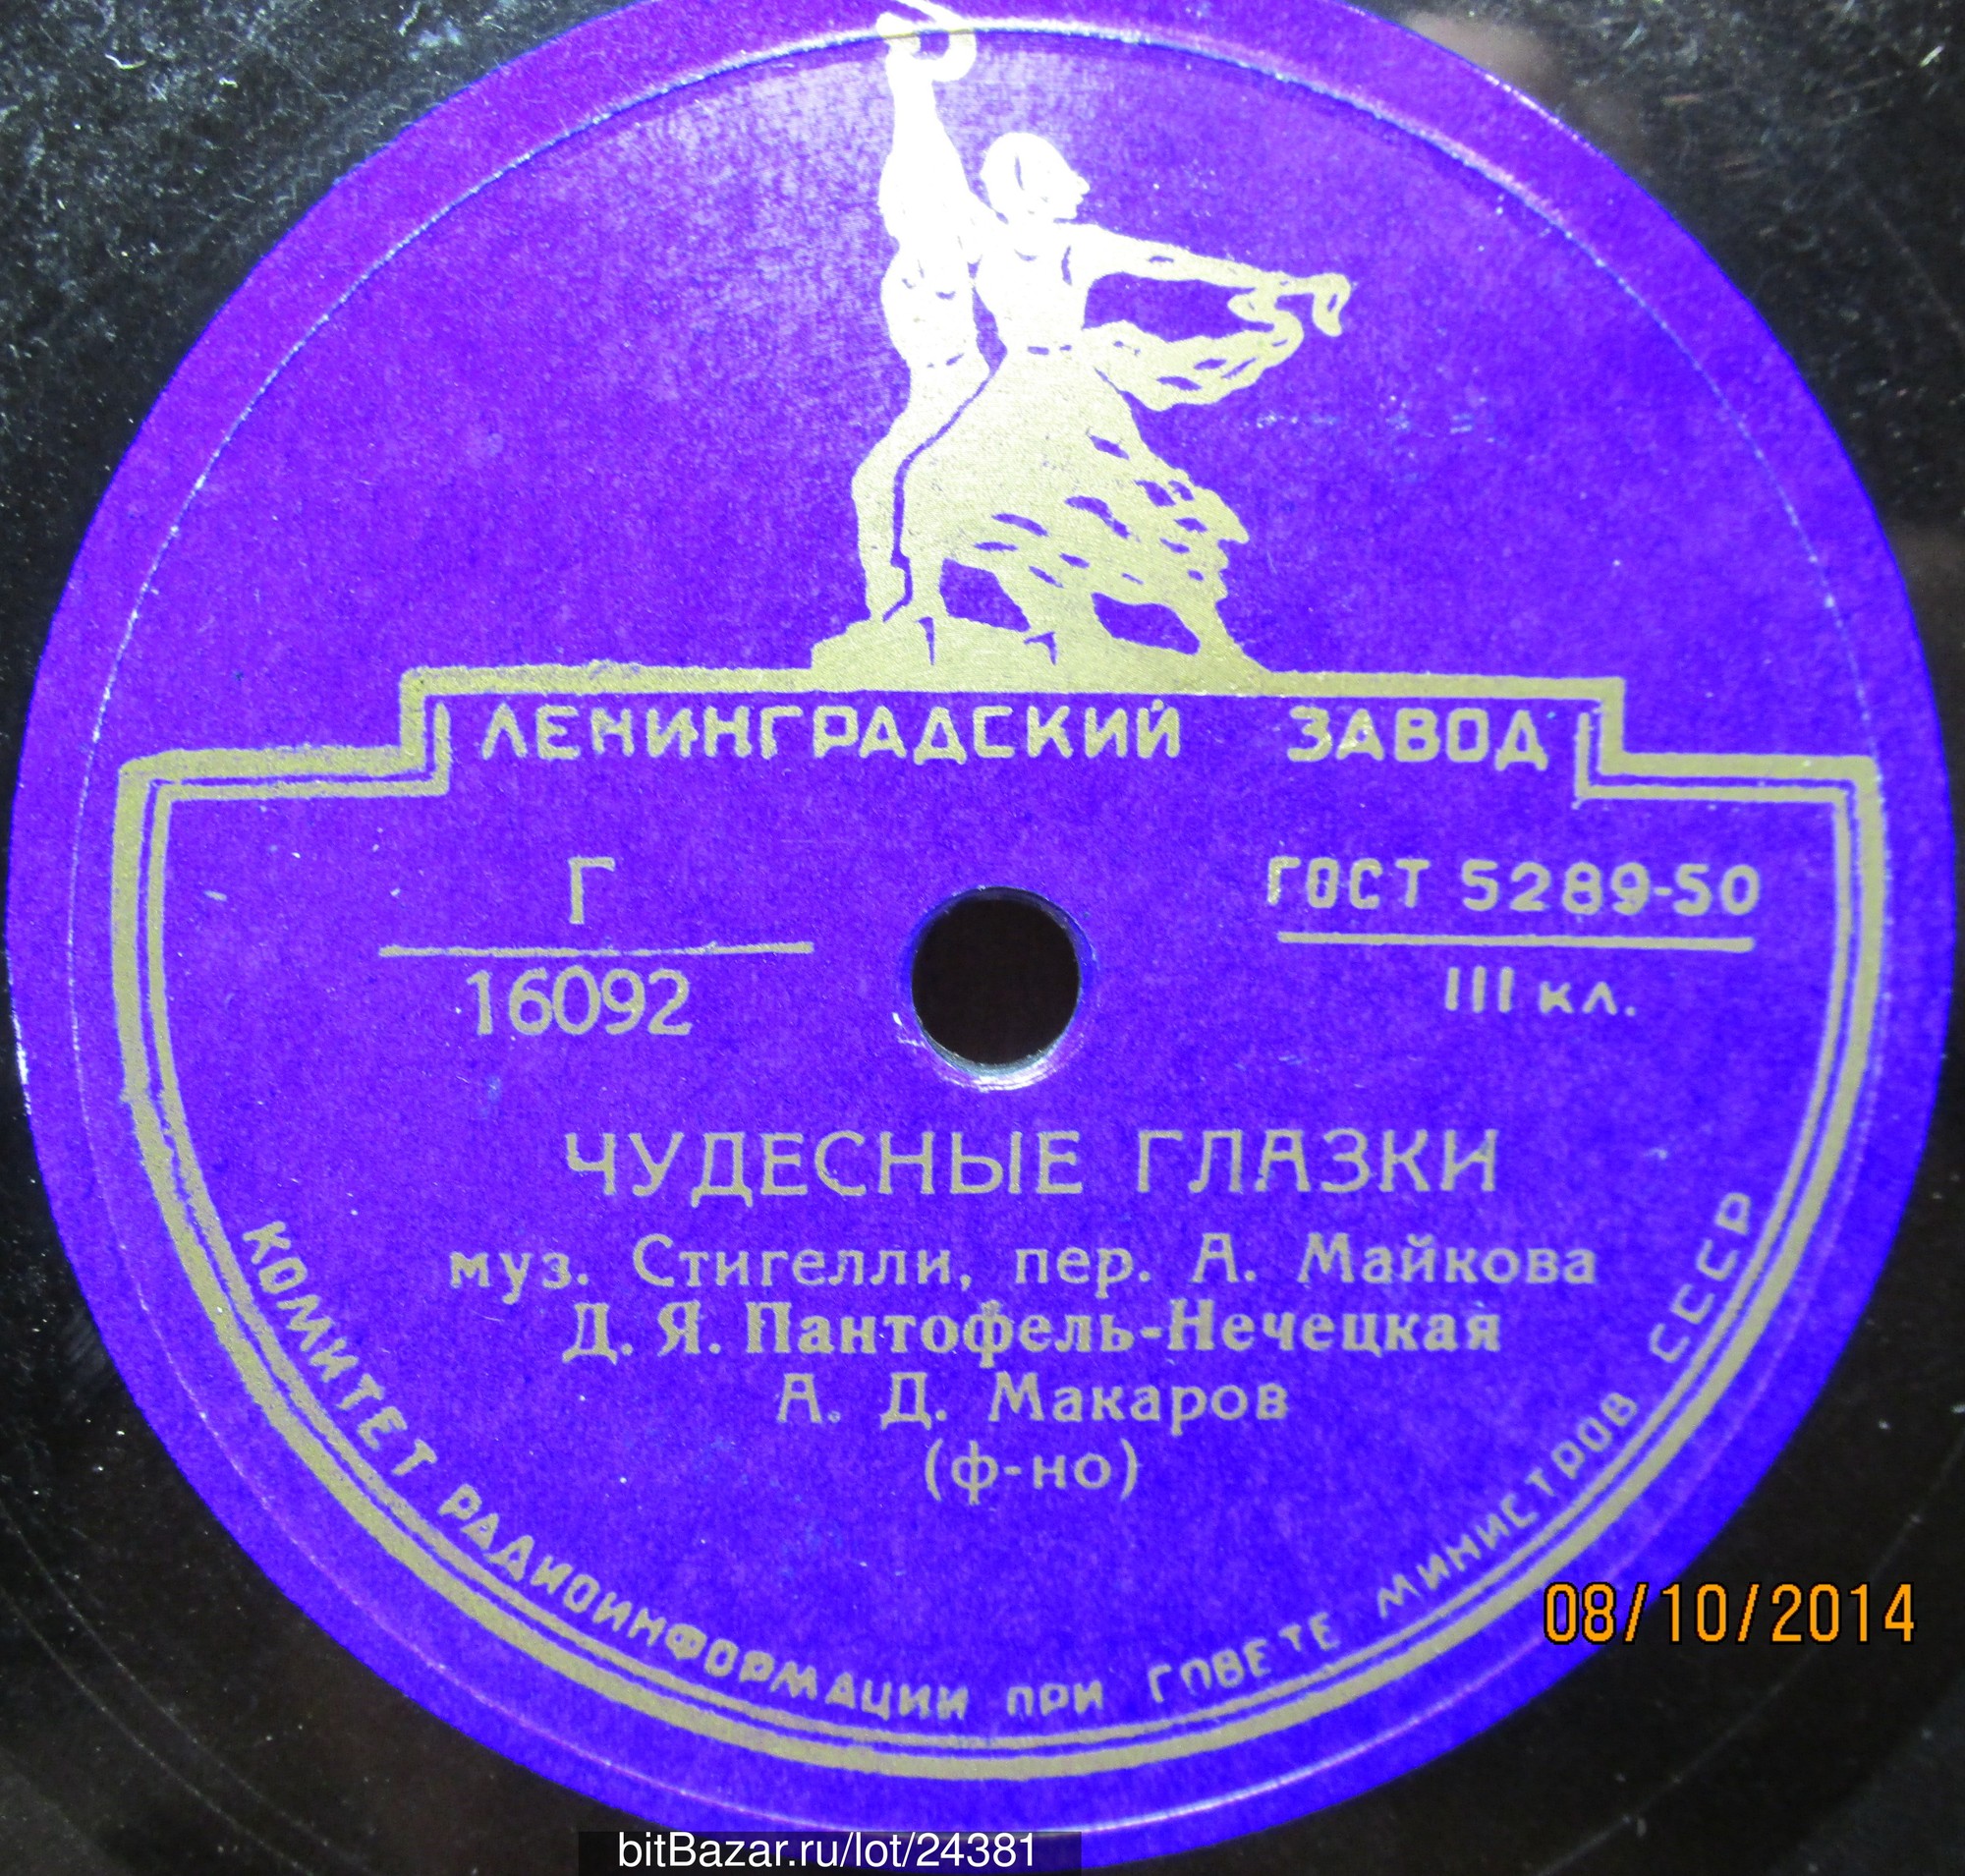 ЛЕНИНГРАДСКИЙ ЗАВОД
Г
16092
ГОСТ 5289-50
III кл.
ЧУДЕСНЫЕ ГЛАЗКИ
муз. Стигелли, пер. А. Майкова
Д. Я. Пантофель-Нечецкая
А. Д. Макаров
(ф-но)
КОМИТЕТ РАДИОИНФОРМАЦИИ ПРИ СОВЕТЕ МИНИСТРОВ СССР
08/10/2014
bitBazar.ru/lot/24381